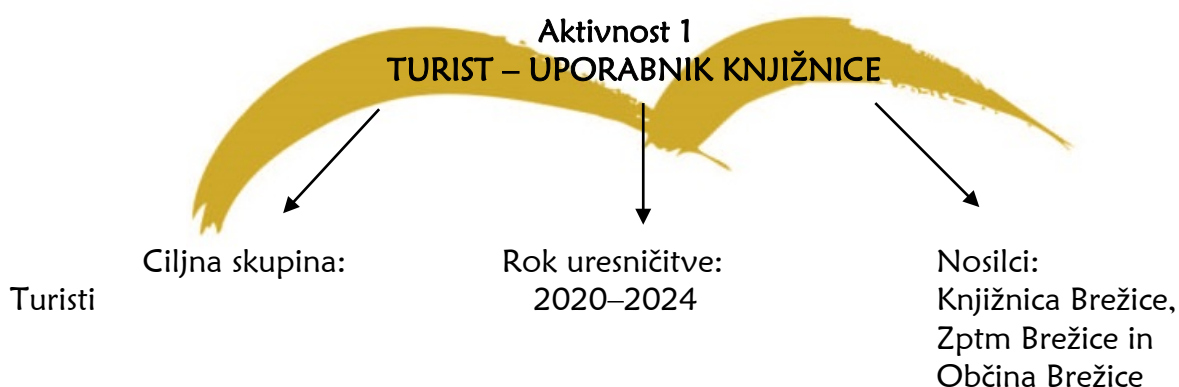 Aktivnost 1
TURIST – UPORABNIK KNJIŽNICE
Ciljna skupina:
Turisti
Rok uresničitve:
2020–2024
Nosilci:
Knjižnica Brežice,
Zptm Brežice in
Občina Brežice